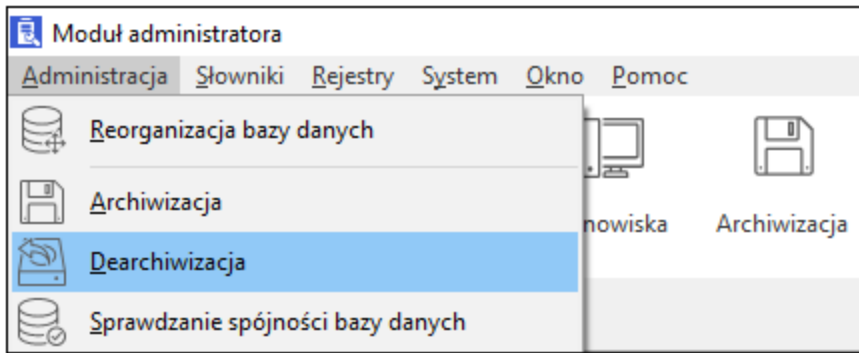 Moduł administratora
Administracja Słowniki Rejestry System Okno Pomoc
Reorganizacja bazy danych
Archiwizacja
Dearchiwizacja
Sprawdzanie spójności bazy danych
nowiska Archiwizacja